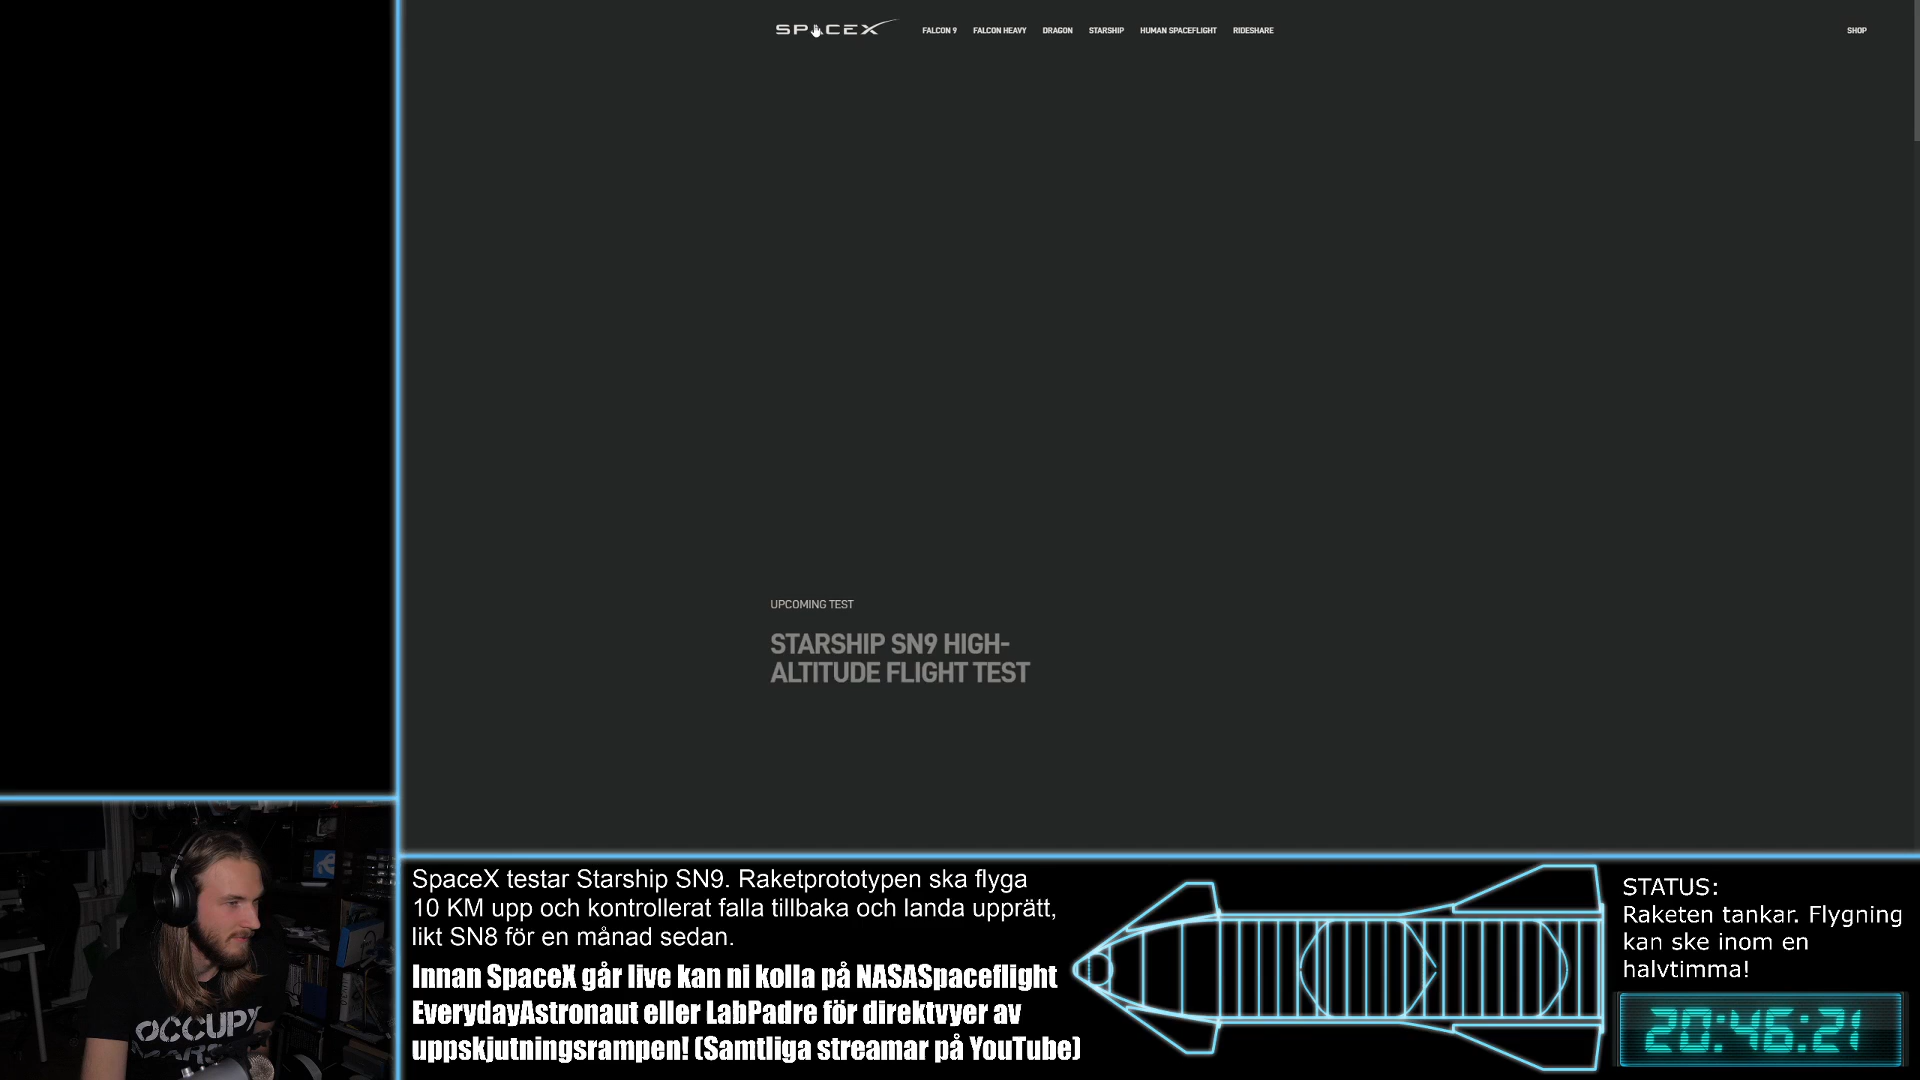 SPACEX
FALCON 9 FALCON HEAVY DRAGON STARSHIP HUMAN SPACEFLIGHT RIDESHARE SHOP
UPCOMING TEST
STARSHIP SN9 HIGH-
ALTITUDE FLIGHT TEST
OCCUPY
MARS
SpaceX testar Starship SN9. Raketprototypen ska flyga
10 KM upp och kontrollerat falla tillbaka och landa upprätt,
likt SN8 för en månad sedan.
Innan SpaceX går live kan ni kolla på NASASpaceflight
EverydayAstronaut eller LabPadre för direktvyer av
uppskjutningsrampen! (Samtliga streamar på YouTube)
STATUS:
Raketen tankar. Flygning
kan ske inom en
halvtimma!
20:46:21